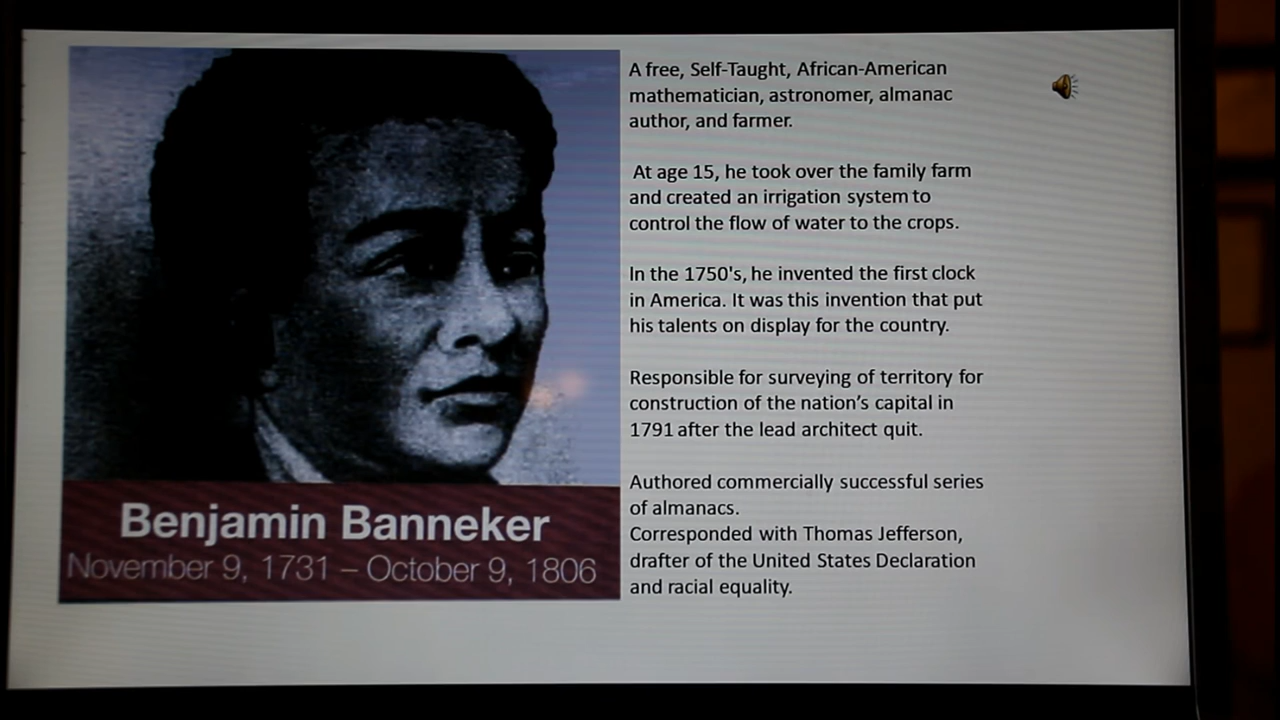 A free, Self-Taught, African-American
mathematician, astronomer, almanac
author, and farmer.
At age 15, he took over the family farm
and created an irrigation system to
control the flow of water to the crops.
In the 1750's, he invented the first clock
in America. It was this invention that put
his talents on display for the country.
Responsible for surveying of territory for
construction of the nation’s capital in
1791 after the lead architect quit.
Authored commercially successful series
of almanacs.
Corresponded with Thomas Jefferson,
drafter of the United States Declaration
and racial equality.
Benjamin Banneker
November 9, 1731 – October 9, 1806